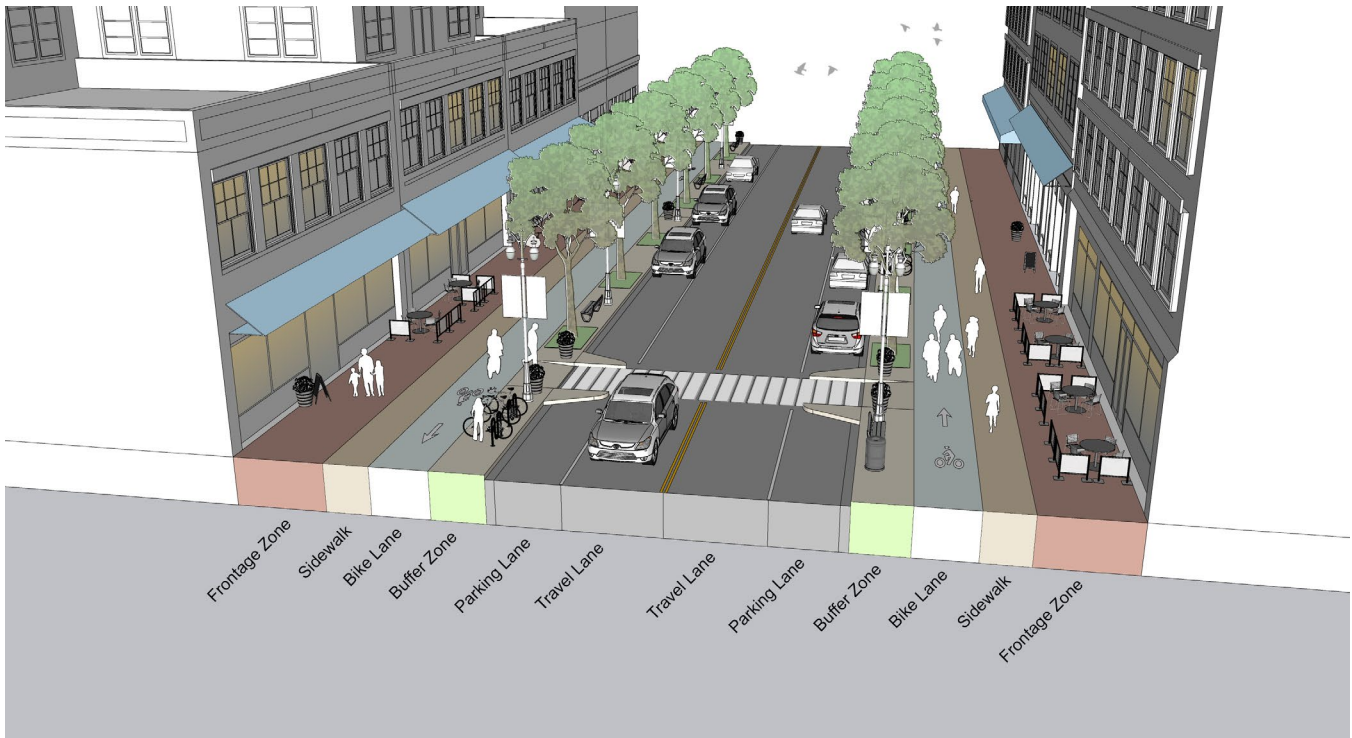 Frontage Zone
Sidewalk
Bike Lane
Buffer Zone
Parking Lane
Travel Lane
Travel Lane
Parking Lane
Buffer Zone
Bike Lane
Sidewalk
Frontage Zone